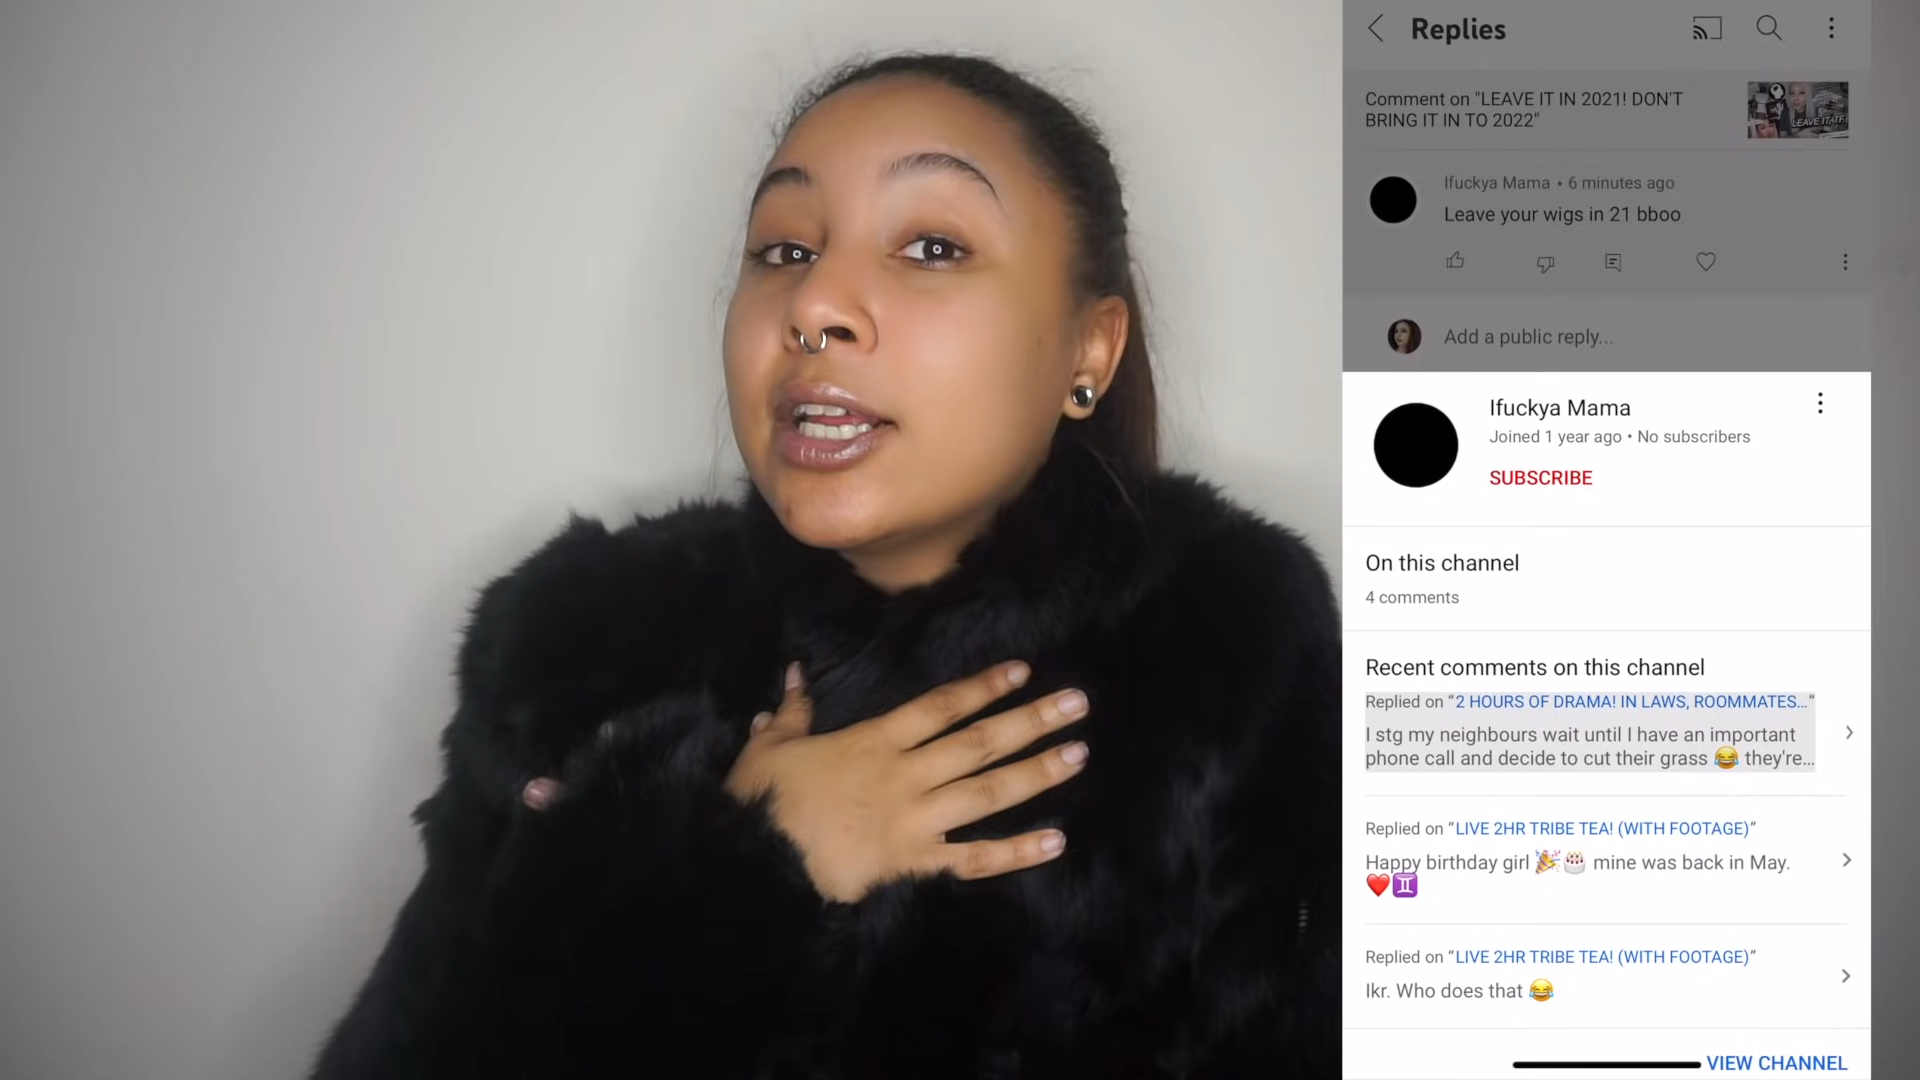 Replies
Comment on "LEAVE IT IN 2021! DON'T
BRING IT IN TO 2022"
LEAVE IT, TF.
Ifuckya Mama • 6 minutes ago
Leave your wigs in 21 bboo
Add a public reply...
Ifuckya Mama
Joined 1 year ago • No subscribers
SUBSCRIBE
On this channel
4 comments
Recent comments on this channel
Replied on “2 HOURS OF DRAMA! IN LAWS, ROOMMATES...”
I stg my neighbours wait until I have an important
phone call and decide to cut their grass 😂 they're...
Replied on “LIVE 2HR TRIBE TEA! (WITH FOOTAGE)”
Happy birthday girl 🎉🎂 mine was back in May.
❤️♊
Replied on “LIVE 2HR TRIBE TEA! (WITH FOOTAGE)”
Ikr. Who does that 😂
VIEW CHANNEL